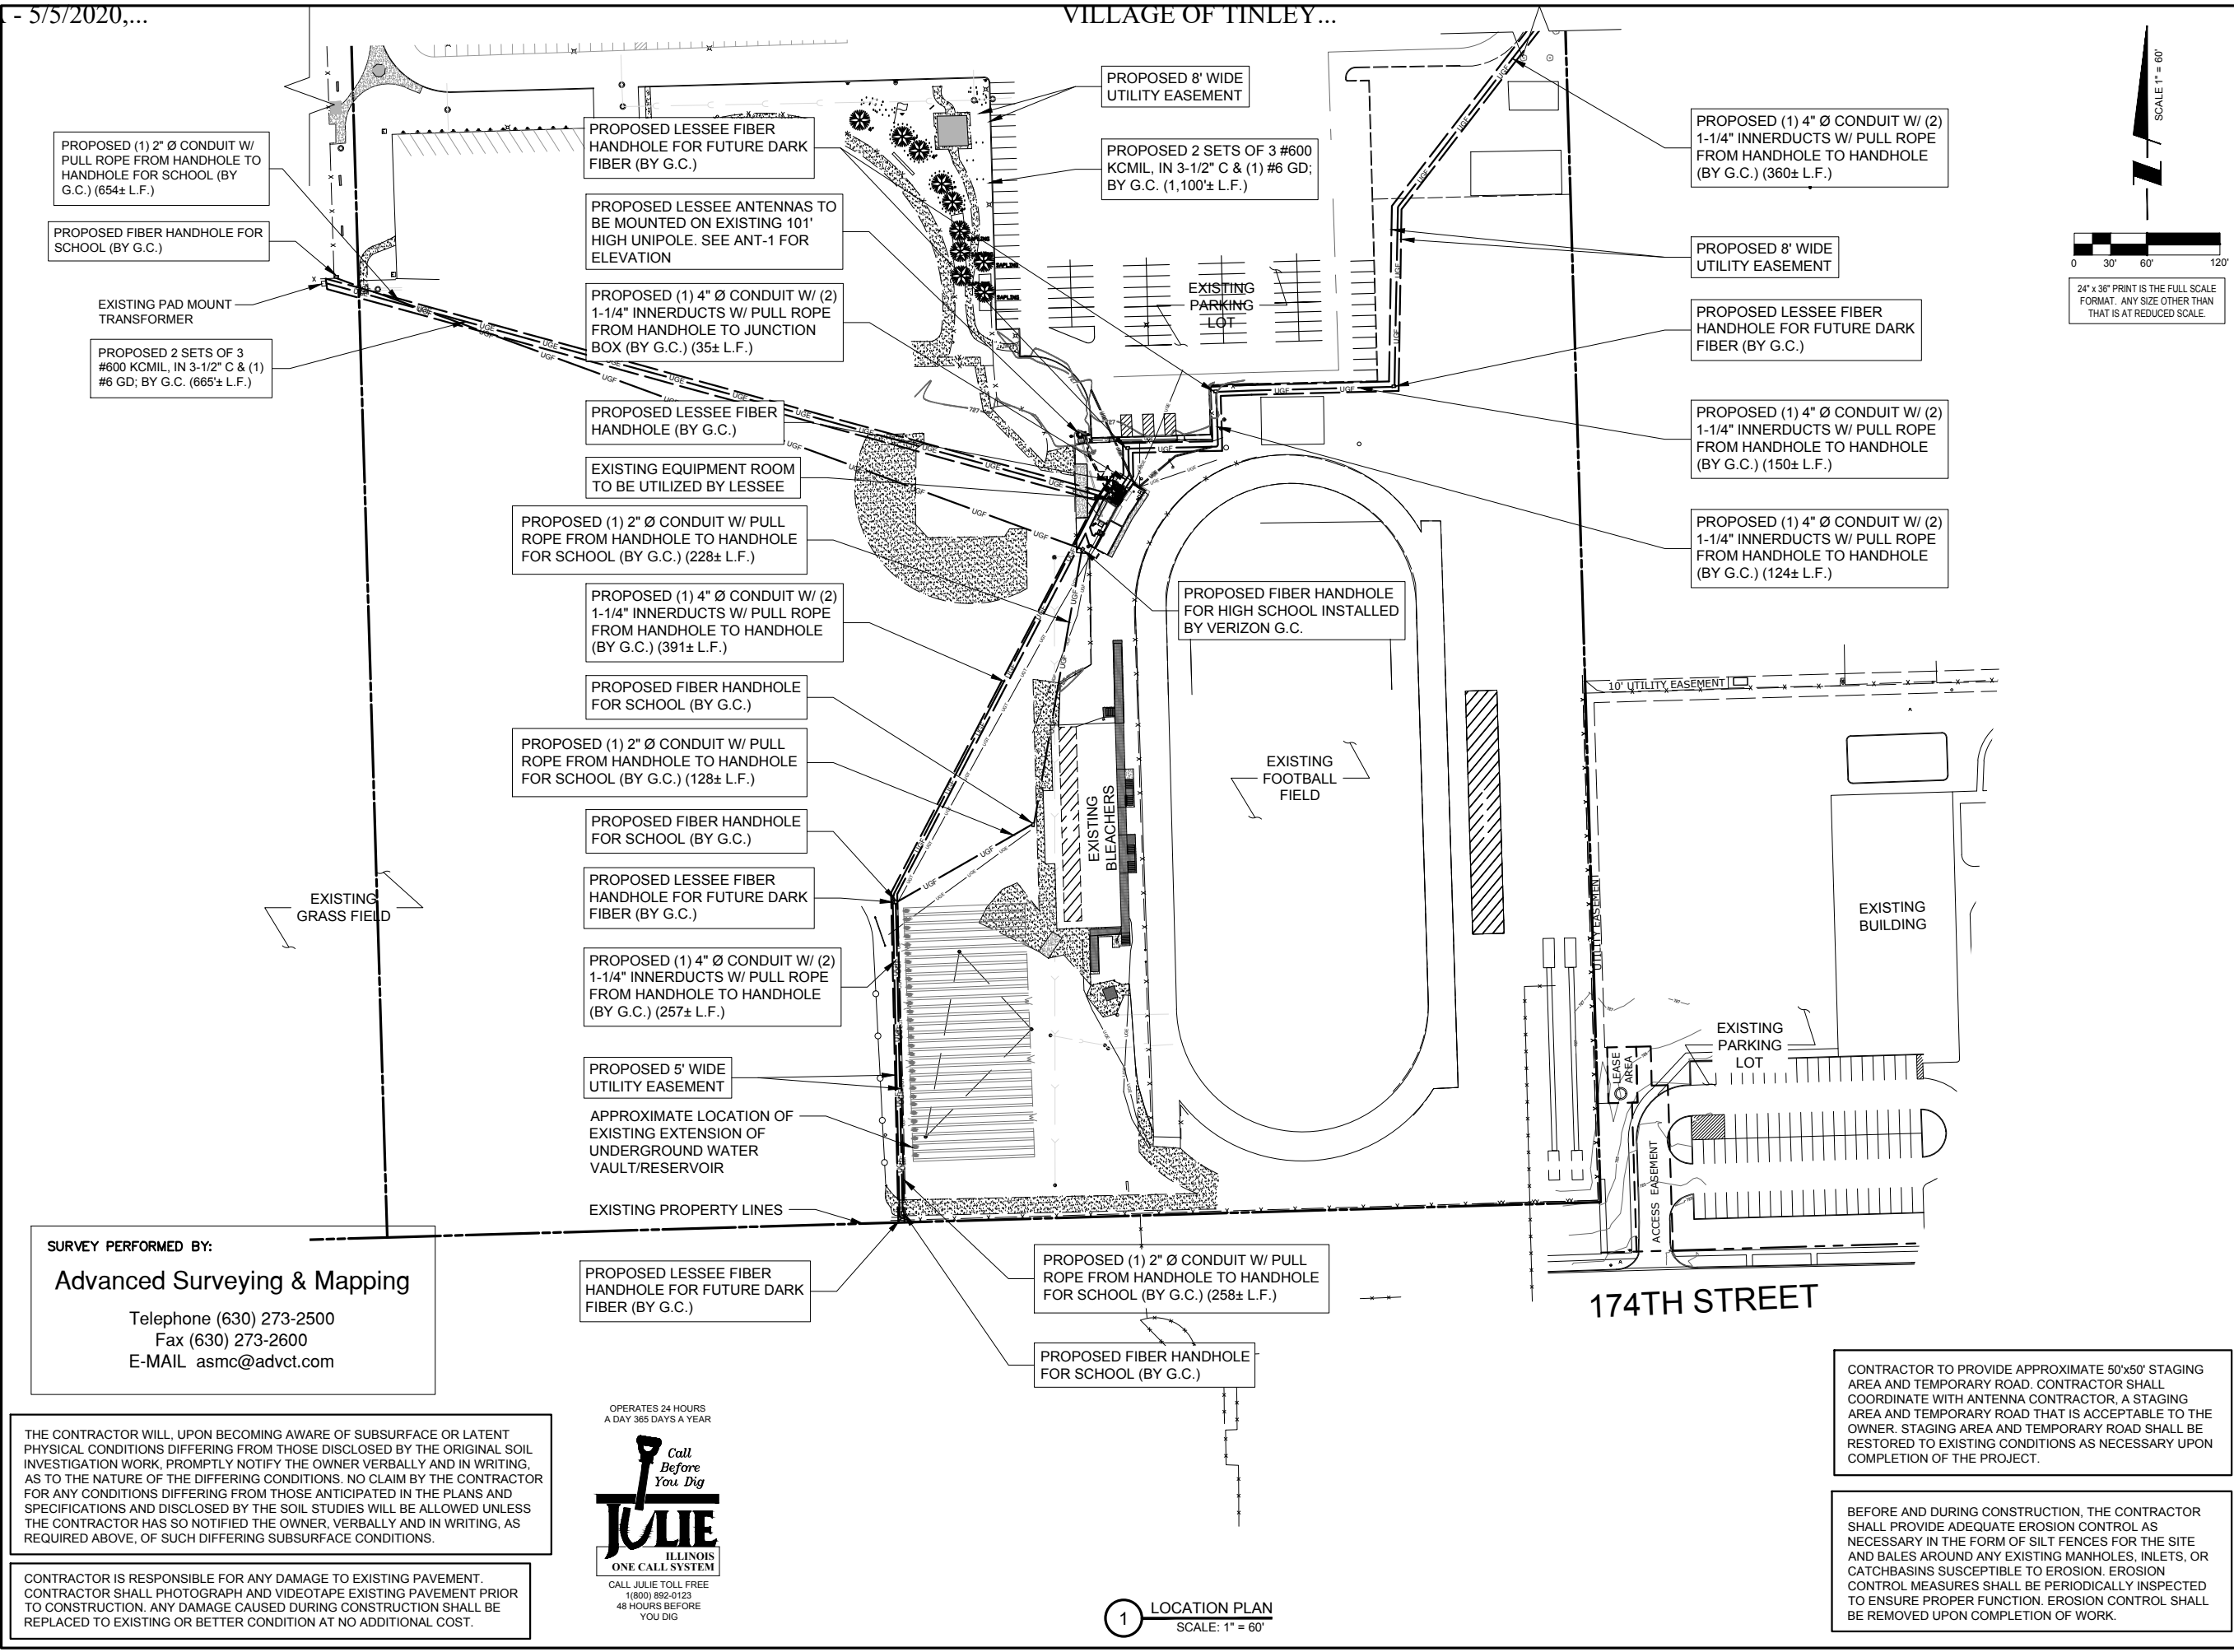 - 5/5/2020,...
VILLAGE OF TINLEY...
PROPOSED (1) 2" Ø CONDUIT W/
PULL ROPE FROM HANDHOLE TO
HANDHOLE FOR SCHOOL (BY
G.C.) (654± L.F.)
PROPOSED FIBER HANDHOLE FOR
SCHOOL (BY G.C.)
EXISTING PAD MOUNT
TRANSFORMER
PROPOSED 2 SETS OF 3
#600 KCMIL, IN 3-1/2" C & (1)
#6 GD; BY G.C. (665'± L.F.)
PROPOSED LESSEE FIBER
HANDHOLE FOR FUTURE DARK
FIBER (BY G.C.)
PROPOSED LESSEE ANTENNAS TO
BE MOUNTED ON EXISTING 101'
HIGH UNIPOLE. SEE ANT-1 FOR
ELEVATION
PROPOSED (1) 4" Ø CONDUIT W/ (2)
1-1/4" INNERDUCTS W/ PULL ROPE
FROM HANDHOLE TO JUNCTION
BOX (BY G.C.) (35± L.F.)
PROPOSED LESSEE FIBER
HANDHOLE (BY G.C.)
EXISTING EQUIPMENT ROOM
TO BE UTILIZED BY LESSEE
PROPOSED (1) 2" Ø CONDUIT W/ PULL
ROPE FROM HANDHOLE TO HANDHOLE
FOR SCHOOL (BY G.C.) (228± L.F.)
PROPOSED (1) 4" Ø CONDUIT W/ (2)
1-1/4" INNERDUCTS W/ PULL ROPE
FROM HANDHOLE TO HANDHOLE
(BY G.C.) (391± L.F.)
PROPOSED FIBER HANDHOLE
FOR SCHOOL (BY G.C.)
PROPOSED (1) 2" Ø CONDUIT W/ PULL
ROPE FROM HANDHOLE TO HANDHOLE
FOR SCHOOL (BY G.C.) (128± L.F.)
PROPOSED FIBER HANDHOLE
FOR SCHOOL (BY G.C.)
PROPOSED LESSEE FIBER
HANDHOLE FOR FUTURE DARK
FIBER (BY G.C.)
PROPOSED (1) 4" Ø CONDUIT W/ (2)
1-1/4" INNERDUCTS W/ PULL ROPE
FROM HANDHOLE TO HANDHOLE
(BY G.C.) (257± L.F.)
PROPOSED 5' WIDE
UTILITY EASEMENT
APPROXIMATE LOCATION OF
EXISTING EXTENSION OF
UNDERGROUND WATER
VAULT/RESERVOIR
EXISTING PROPERTY LINES
PROPOSED LESSEE FIBER
HANDHOLE FOR FUTURE DARK
FIBER (BY G.C.)
PROPOSED 8' WIDE
UTILITY EASEMENT
PROPOSED 2 SETS OF 3 #600
KCMIL, IN 3-1/2" C & (1) #6 GD;
BY G.C. (1,100'± L.F.)
EXISTING
PARKING
LOT
PROPOSED FIBER HANDHOLE
FOR HIGH SCHOOL INSTALLED
BY VERIZON G.C.
EXISTING
FOOTBALL
FIELD
EXISTING
BLEACHERS
EXISTING
GRASS FIELD
UGE
UGF
PROPOSED (1) 2" Ø CONDUIT W/ PULL
ROPE FROM HANDHOLE TO HANDHOLE
FOR SCHOOL (BY G.C.) (258± L.F.)
PROPOSED FIBER HANDHOLE
FOR SCHOOL (BY G.C.)
PROPOSED (1) 4" Ø CONDUIT W/ (2)
1-1/4" INNERDUCTS W/ PULL ROPE
FROM HANDHOLE TO HANDHOLE
(BY G.C.) (360± L.F.)
PROPOSED 8' WIDE
UTILITY EASEMENT
PROPOSED LESSEE FIBER
HANDHOLE FOR FUTURE DARK
FIBER (BY G.C.)
PROPOSED (1) 4" Ø CONDUIT W/ (2)
1-1/4" INNERDUCTS W/ PULL ROPE
FROM HANDHOLE TO HANDHOLE
(BY G.C.) (150± L.F.)
PROPOSED (1) 4" Ø CONDUIT W/ (2)
1-1/4" INNERDUCTS W/ PULL ROPE
FROM HANDHOLE TO HANDHOLE
(BY G.C.) (124± L.F.)
SCALE 1" = 60'
N
0 30' 60' 120'
24" x 36" PRINT IS THE FULL SCALE
FORMAT. ANY SIZE OTHER THAN
THAT IS AT REDUCED SCALE.
10' UTILITY EASEMENT
UTILITY EASEMENT
EXISTING
BUILDING
EXISTING
PARKING
LOT
LEASE
AREA
ACCESS EASEMENT
174TH STREET
SURVEY PERFORMED BY:
Advanced Surveying & Mapping
Telephone (630) 273-2500
Fax (630) 273-2600
E-MAIL asmc@advct.com
THE CONTRACTOR WILL, UPON BECOMING AWARE OF SUBSURFACE OR LATENT
PHYSICAL CONDITIONS DIFFERING FROM THOSE DISCLOSED BY THE ORIGINAL SOIL
INVESTIGATION WORK, PROMPTLY NOTIFY THE OWNER VERBALLY AND IN WRITING,
AS TO THE NATURE OF THE DIFFERING CONDITIONS. NO CLAIM BY THE CONTRACTOR
FOR ANY CONDITIONS DIFFERING FROM THOSE ANTICIPATED IN THE PLANS AND
SPECIFICATIONS AND DISCLOSED BY THE SOIL STUDIES WILL BE ALLOWED UNLESS
THE CONTRACTOR HAS SO NOTIFIED THE OWNER, VERBALLY AND IN WRITING, AS
REQUIRED ABOVE, OF SUCH DIFFERING SUBSURFACE CONDITIONS.
CONTRACTOR IS RESPONSIBLE FOR ANY DAMAGE TO EXISTING PAVEMENT.
CONTRACTOR SHALL PHOTOGRAPH AND VIDEOTAPE EXISTING PAVEMENT PRIOR
TO CONSTRUCTION. ANY DAMAGE CAUSED DURING CONSTRUCTION SHALL BE
REPLACED TO EXISTING OR BETTER CONDITION AT NO ADDITIONAL COST.
OPERATES 24 HOURS
A DAY 365 DAYS A YEAR
Call
Before
You Dig
JULIE
ILLINOIS
ONE CALL SYSTEM
CALL JULIE TOLL FREE
1(800) 892-0123
48 HOURS BEFORE
YOU DIG
1 LOCATION PLAN
SCALE: 1" = 60'
CONTRACTOR TO PROVIDE APPROXIMATE 50'x50' STAGING
AREA AND TEMPORARY ROAD. CONTRACTOR SHALL
COORDINATE WITH ANTENNA CONTRACTOR, A STAGING
AREA AND TEMPORARY ROAD THAT IS ACCEPTABLE TO THE
OWNER. STAGING AREA AND TEMPORARY ROAD SHALL BE
RESTORED TO EXISTING CONDITIONS AS NECESSARY UPON
COMPLETION OF THE PROJECT.
BEFORE AND DURING CONSTRUCTION, THE CONTRACTOR
SHALL PROVIDE ADEQUATE EROSION CONTROL AS
NECESSARY IN THE FORM OF SILT FENCES FOR THE SITE
AND BALES AROUND ANY EXISTING MANHOLES, INLETS, OR
CATCHBASINS SUSCEPTIBLE TO EROSION. EROSION
CONTROL MEASURES SHALL BE PERIODICALLY INSPECTED
TO ENSURE PROPER FUNCTION. EROSION CONTROL SHALL
BE REMOVED UPON COMPLETION OF WORK.